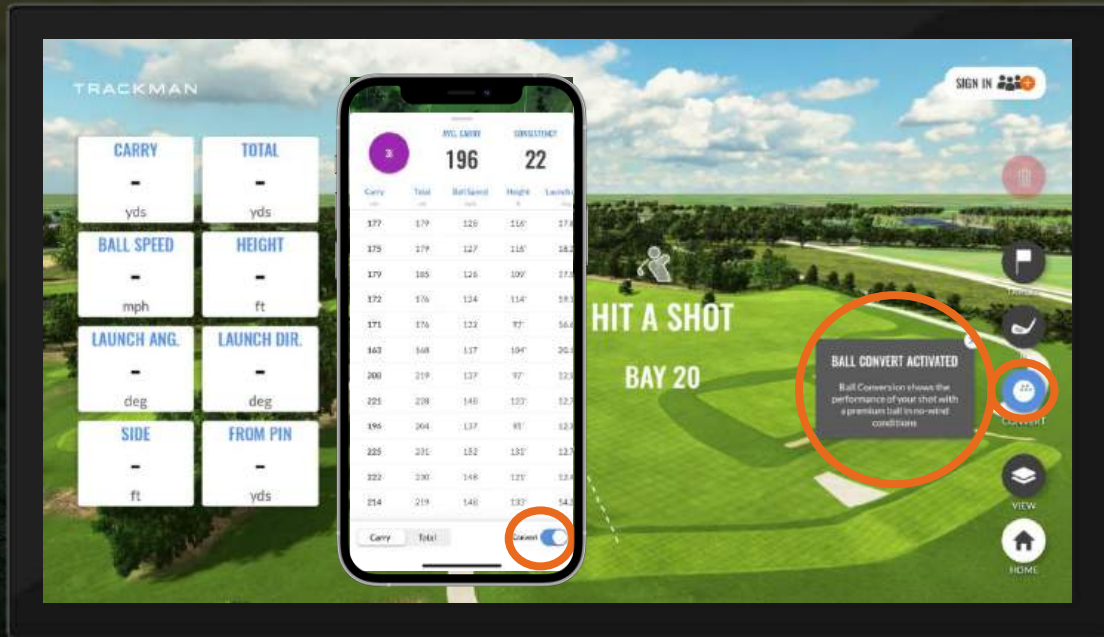 TRACKMAN
SIGN IN
CARRY
-
yds
TOTAL
-
yds
BALL SPEED
-
mph
HEIGHT
-
ft
LAUNCH ANG.
-
deg
LAUNCH DIR.
-
deg
SIDE
-
ft
FROM PIN
-
yds
AVG. CARRY
196
CONSISTENCY
22
Carry Total Ball Speed Height
177 179 126 116'
175 179 127 116'
179 185 126 109'
172 176 124 114'
171 176 122
163 168 117 104'
200 219 137 97'
221 228 148
196 204 137
225 231 152 131'
222 230 148 121'
214 219 148
Carry Total
Convert
HIT A SHOT
BAY 20
BALL CONVERT ACTIVATED
Ball Conversion shows the
performance of your shot with
a premium ball in no-wind
conditions
CONVERT
VIEW
HOME